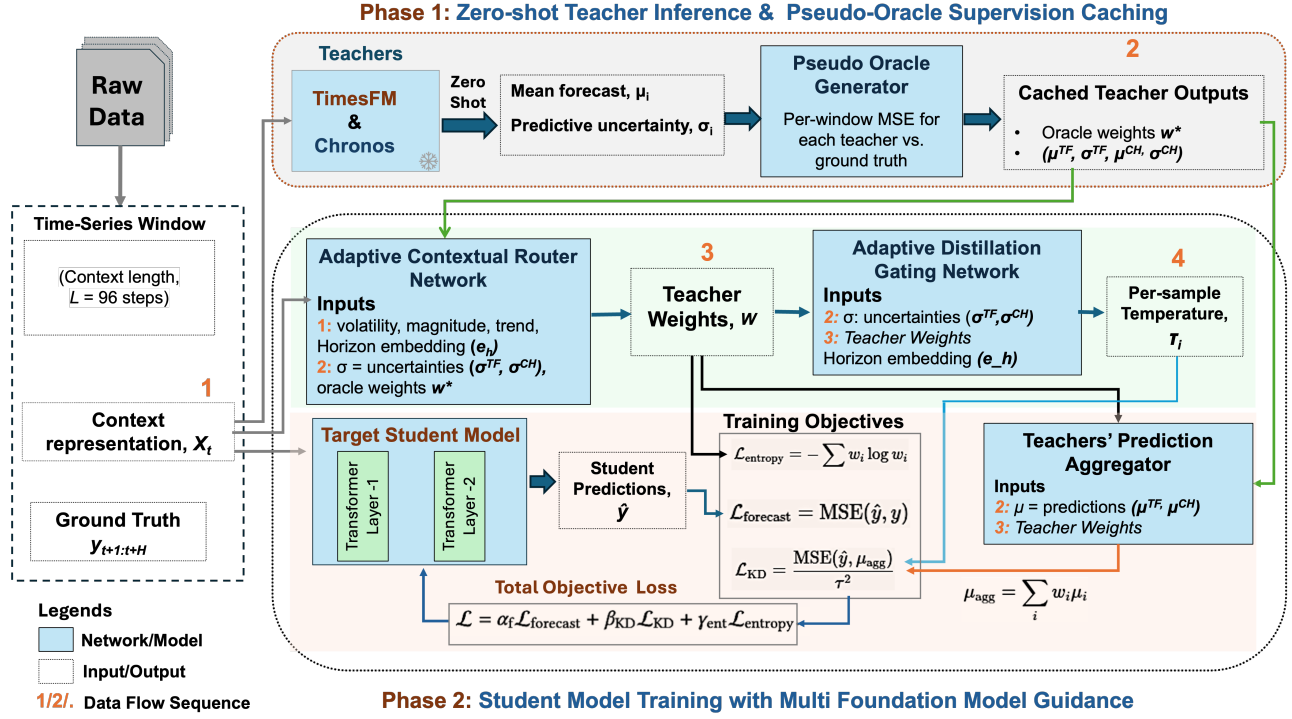 Phase 1: Zero-shot Teacher Inference & Pseudo-Oracle Supervision Caching
Raw
Data
Time-Series Window
(Context length,
L = 96 steps)
1
Context
representation, Xt
Ground Truth
yt+1:t+H
Legends
Network/Model
Input/Output
1/2/. Data Flow Sequence
Teachers
TimesFM
&
Chronos
Zero
Shot
Mean forecast, μi
Predictive uncertainty, σi
Pseudo Oracle
Generator
Per-window MSE for
each teacher vs.
ground truth
2
Cached Teacher Outputs
• Oracle weights w*
• (μTF, σTF, μCH, σCH)
Adaptive Contextual Router
Network
Inputs
1: volatility, magnitude, trend,
Horizon embedding (eh)
2: σ = uncertainties (σTF, σCH),
oracle weights w*
3
Teacher
Weights, w
Adaptive Distillation
Gating Network
Inputs
2: σ: uncertainties (σTF,σCH)
3: Teacher Weights
Horizon embedding (e_h)
4
Per-sample
Temperature,
τi
Target Student Model
Transformer
Layer -1
Transformer
Layer -2
Student
Predictions,
ŷ
Training Objectives
ℒentropy = − ∑ wi log wi
ℒforecast = MSE(ŷ, y)
ℒKD = MSE(ŷ, μagg) / τ²
Teachers’ Prediction
Aggregator
Inputs
2: μ = predictions (μTF, μCH)
3: Teacher Weights
μagg = ∑i wiμi
Total Objective Loss
ℒ = αfℒforecast + βKDℒKD + γentℒentropy
Phase 2: Student Model Training with Multi Foundation Model Guidance